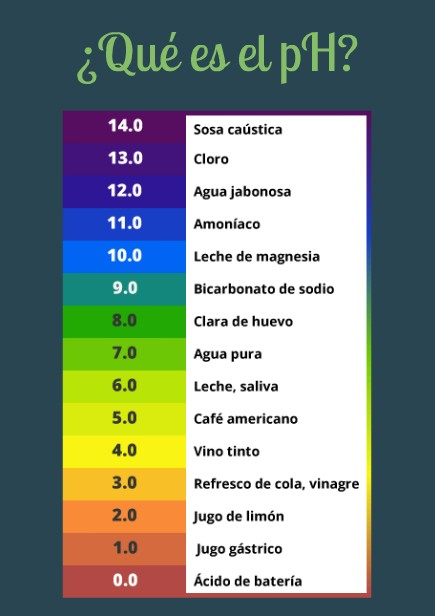 ¿Qué es el pH?
14.0 Sosa caústica
13.0 Cloro
12.0 Agua jabonosa
11.0 Amoníaco
10.0 Leche de magnesia
9.0 Bicarbonato de sodio
8.0 Clara de huevo
7.0 Agua pura
6.0 Leche, saliva
5.0 Café americano
4.0 Vino tinto
3.0 Refresco de cola, vinagre
2.0 Jugo de limón
1.0 Jugo gástrico
0.0 Ácido de batería